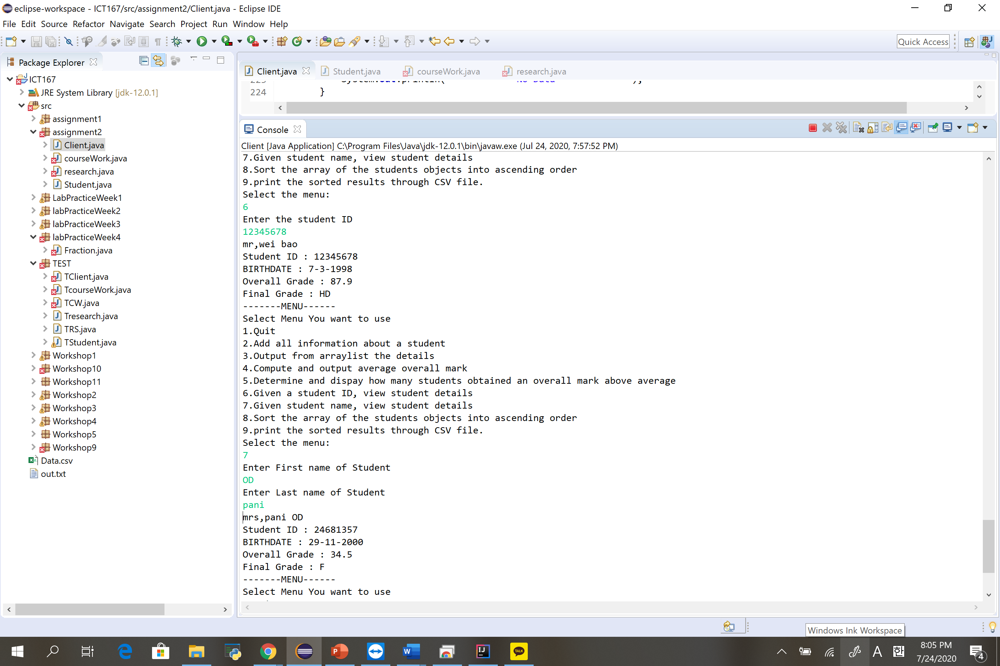 eclipse-workspace - ICT167/src/assignment2/Client.java - Eclipse IDE
File Edit Source Refactor Navigate Search Project Run Window Help
Quick Access
Package Explorer
ICT167
JRE System Library [jdk-12.0.1]
src
assignment1
assignment2
Client.java
courseWork.java
research.java
Student.java
LabPracticeWeek1
labPracticeWeek2
labPracticeWeek3
labPracticeWeek4
Fraction.java
TEST
TClient.java
TcourseWork.java
TCW.java
Tresearch.java
TRS.java
TStudent.java
Workshop1
Workshop10
Workshop11
Workshop2
Workshop3
Workshop4
Workshop5
Workshop9
Data.csv
out.txt
Client.java Student.java courseWork.java research.java
224 }
Console
Client [Java Application] C:\Program Files\Java\jdk-12.0.1\bin\javaw.exe (Jul 24, 2020, 7:57:52 PM)
7.Given student name, view student details
8.Sort the array of the students objects into ascending order
9.print the sorted results through CSV file.
Select the menu:
6
Enter the student ID
12345678
mr,wei bao
Student ID : 12345678
BIRTHDATE : 7-3-1998
Overall Grade : 87.9
Final Grade : HD
-------MENU------
Select Menu You want to use
1.Quit
2.Add all information about a student
3.Output from arraylist the details
4.Compute and output average overall mark
5.Determine and dispay how many students obtained an overall mark above average
6.Given a student ID, view student details
7.Given student name, view student details
8.Sort the array of the students objects into ascending order
9.print the sorted results through CSV file.
Select the menu:
7
Enter First name of Student
OD
Enter Last name of Student
pani
mrs,pani OD
Student ID : 24681357
BIRTHDATE : 29-11-2000
Overall Grade : 34.5
Final Grade : F
-------MENU------
Select Menu You want to use
Windows Ink Workspace
TALK
A 한
8:05 PM
7/24/2020
4